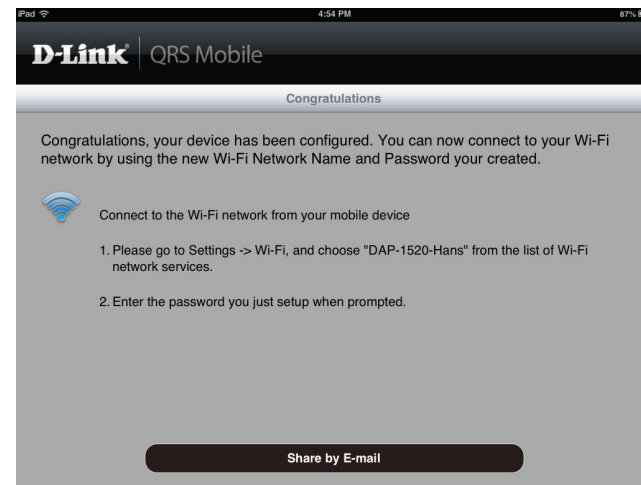 iPad 4:54 PM 87%
D-Link QRS Mobile
Congratulations
Congratulations, your device has been configured. You can now connect to your Wi-Fi
network by using the new Wi-Fi Network Name and Password your created.
Connect to the Wi-Fi network from your mobile device
1. Please go to Settings -> Wi-Fi, and choose "DAP-1520-Hans" from the list of Wi-Fi
network services.
2. Enter the password you just setup when prompted.
Share by E-mail